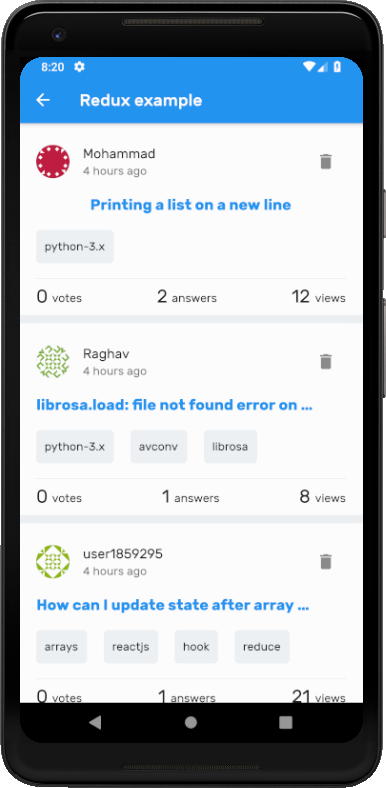 8:20
Redux example
Mohammad
4 hours ago
Printing a list on a new line
python-3.x
0 votes 2 answers 12 views
Raghav
4 hours ago
librosa.load: file not found error on ...
python-3.x avconv librosa
0 votes 1 answers 8 views
user1859295
4 hours ago
How can I update state after array ...
arrays reactjs hook reduce
0 votes 1 answers 21 views